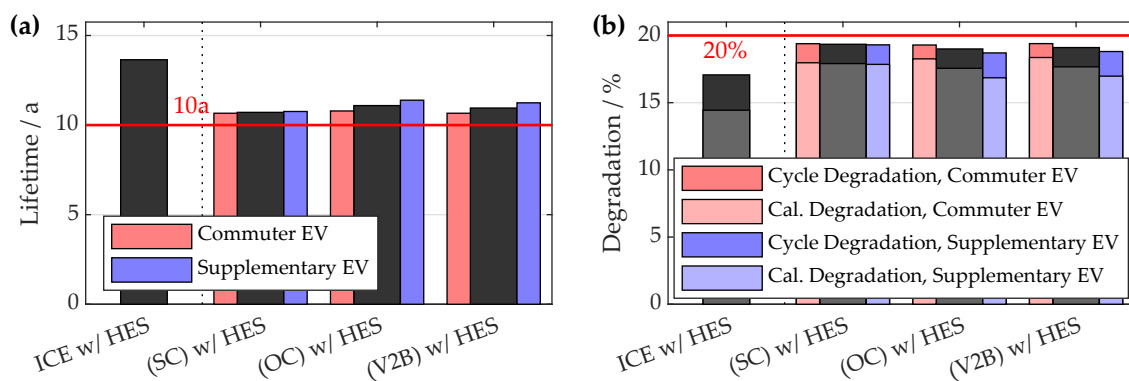 (a)
Lifetime / a
15
10
5
0
10a
Commuter EV
Supplementary EV
ICE w/ HES
(SC) w/ HES
(OC) w/ HES
(V2B) w/ HES
(b)
Degradation / %
20
15
10
5
0
20%
Cycle Degradation, Commuter EV
Cal. Degradation, Commuter EV
Cycle Degradation, Supplementary EV
Cal. Degradation, Supplementary EV
ICE w/ HES
(SC) w/ HES
(OC) w/ HES
(V2B) w/ HES